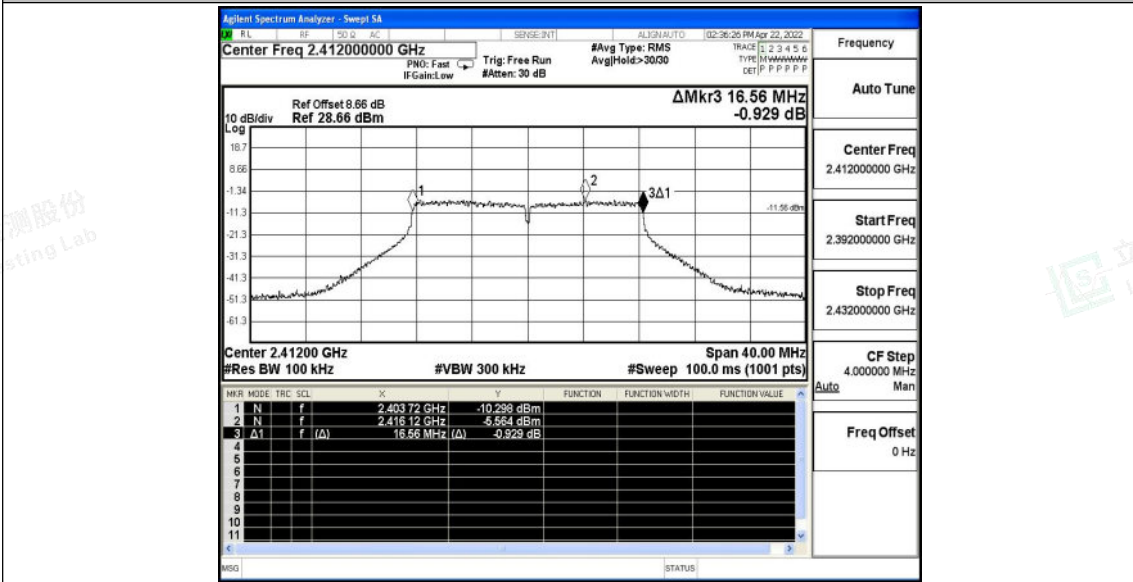 Agilent Spectrum Analyzer - Swept SA
RL RF 50 Ω AC SENSE:INT ALIGNAUTO 02:36:26 PM Apr 22, 2022
Center Freq 2.412000000 GHz
PNO: Fast
IFGain:Low
Trig: Free Run
#Atten: 30 dB
#Avg Type: RMS
Avg|Hold:>30/30
TRACE 1 2 3 4 5 6
TYPE M
DET P P P P P P
Ref Offset 8.66 dB
10 dB/div Ref 28.66 dBm
Log
ΔMkr3 16.56 MHz
-0.929 dB
18.7
8.66
-1.34
-11.3
-21.3
-31.3
-41.3
-51.3
-61.3
1
2
3Δ1
-11.56 dBm
Center 2.41200 GHz Span 40.00 MHz
#Res BW 100 kHz #VBW 300 kHz #Sweep 100.0 ms (1001 pts)
MKR MODE TRC SCL X Y FUNCTION FUNCTION WIDTH FUNCTION VALUE
1 N f 2.403 72 GHz -10.298 dBm
2 N f 2.416 12 GHz -5.564 dBm
3 Δ1 f (Δ) 16.56 MHz (Δ) -0.929 dB
4
5
6
7
8
9
10
11
MSG STATUS
Frequency
Auto Tune
Center Freq
2.412000000 GHz
Start Freq
2.392000000 GHz
Stop Freq
2.432000000 GHz
CF Step
4.000000 MHz
Auto Man
Freq Offset
0 Hz
测股份
sting Lab
立